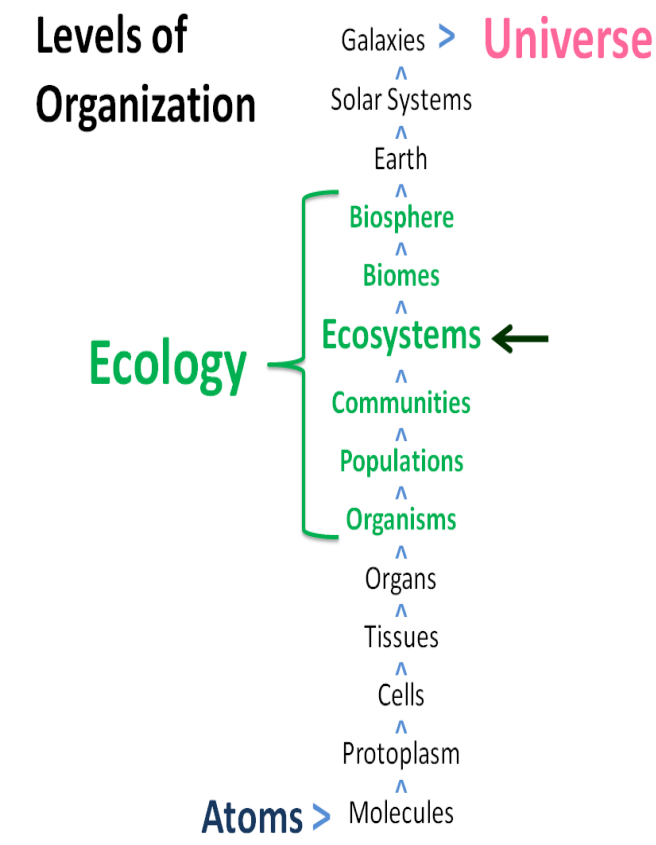 Levels of
Organization
Galaxies > Universe
^
Solar Systems
^
Earth
^
Biosphere
^
Biomes
^
Ecosystems
Ecology
^
Communities
^
Populations
^
Organisms
^
Organs
^
Tissues
^
Cells
^
Protoplasm
^
Atoms > Molecules